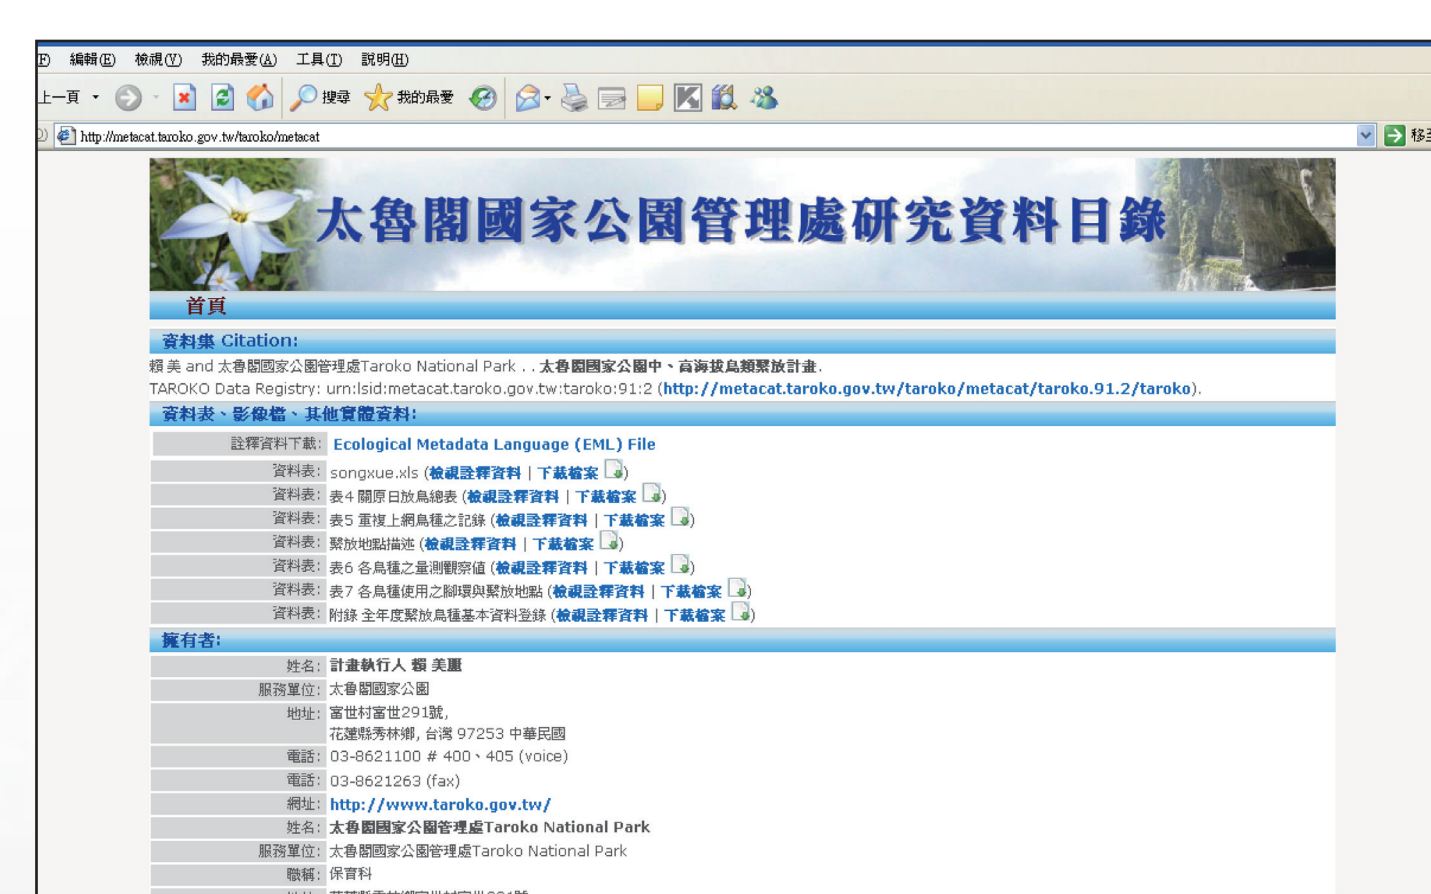 F) 編輯(E) 檢視(V) 我的最愛(A) 工具(T) 說明(H)
上一頁 搜尋 我的最愛
D) http://metacat.taroko.gov.tw/taroko/metacat 移至
太魯閣國家公園管理處研究資料目錄
首頁
資料集 Citation:
賴 美 and 太魯閣國家公園管理處Taroko National Park . . 太魯閣國家公園中、高海拔鳥類繫放計畫.
TAROKO Data Registry: urn:lsid:metacat.taroko.gov.tw:taroko:91:2 (http://metacat.taroko.gov.tw/taroko/metacat/taroko.91.2/taroko).
資料表、影像檔、其他實體資料:
詮釋資料下載: Ecological Metadata Language (EML) File
資料表: songxue.xls (檢視詮釋資料 | 下載檔案)
資料表: 表4 關原日放鳥總表 (檢視詮釋資料 | 下載檔案)
資料表: 表5 重複上網鳥種之記錄 (檢視詮釋資料 | 下載檔案)
資料表: 繫放地點描述 (檢視詮釋資料 | 下載檔案)
資料表: 表6 各鳥種之量測觀察值 (檢視詮釋資料 | 下載檔案)
資料表: 表7 各鳥種使用之腳環與繫放地點 (檢視詮釋資料 | 下載檔案)
資料表: 附錄 全年度繫放鳥種基本資料登錄 (檢視詮釋資料 | 下載檔案)
擁有者:
姓名: 計畫執行人 賴 美麗
服務單位: 太魯閣國家公園
地址: 富世村富世291號,
花蓮縣秀林鄉, 台灣 97253 中華民國
電話: 03-8621100 # 400、405 (voice)
電話: 03-8621263 (fax)
網址: http://www.taroko.gov.tw/
姓名: 太魯閣國家公園管理處Taroko National Park
服務單位: 太魯閣國家公園管理處Taroko National Park
職稱: 保育科